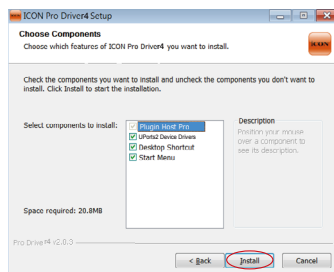 ICON Pro Driver4 Setup
Choose Components
Choose which features of ICON Pro Driver4 you want to install.
ICON
Check the components you want to install and uncheck the components you don't want to
install. Click Install to start the installation.
Select components to install:
Plugin Host Pro
UPorts2 Device Drivers
Desktop Shortcut
Start Menu
Description
Position your mouse
over a component to
see its description.
Space required: 20.8MB
Pro Driver4 v2.0.3
< Back
Install
Cancel